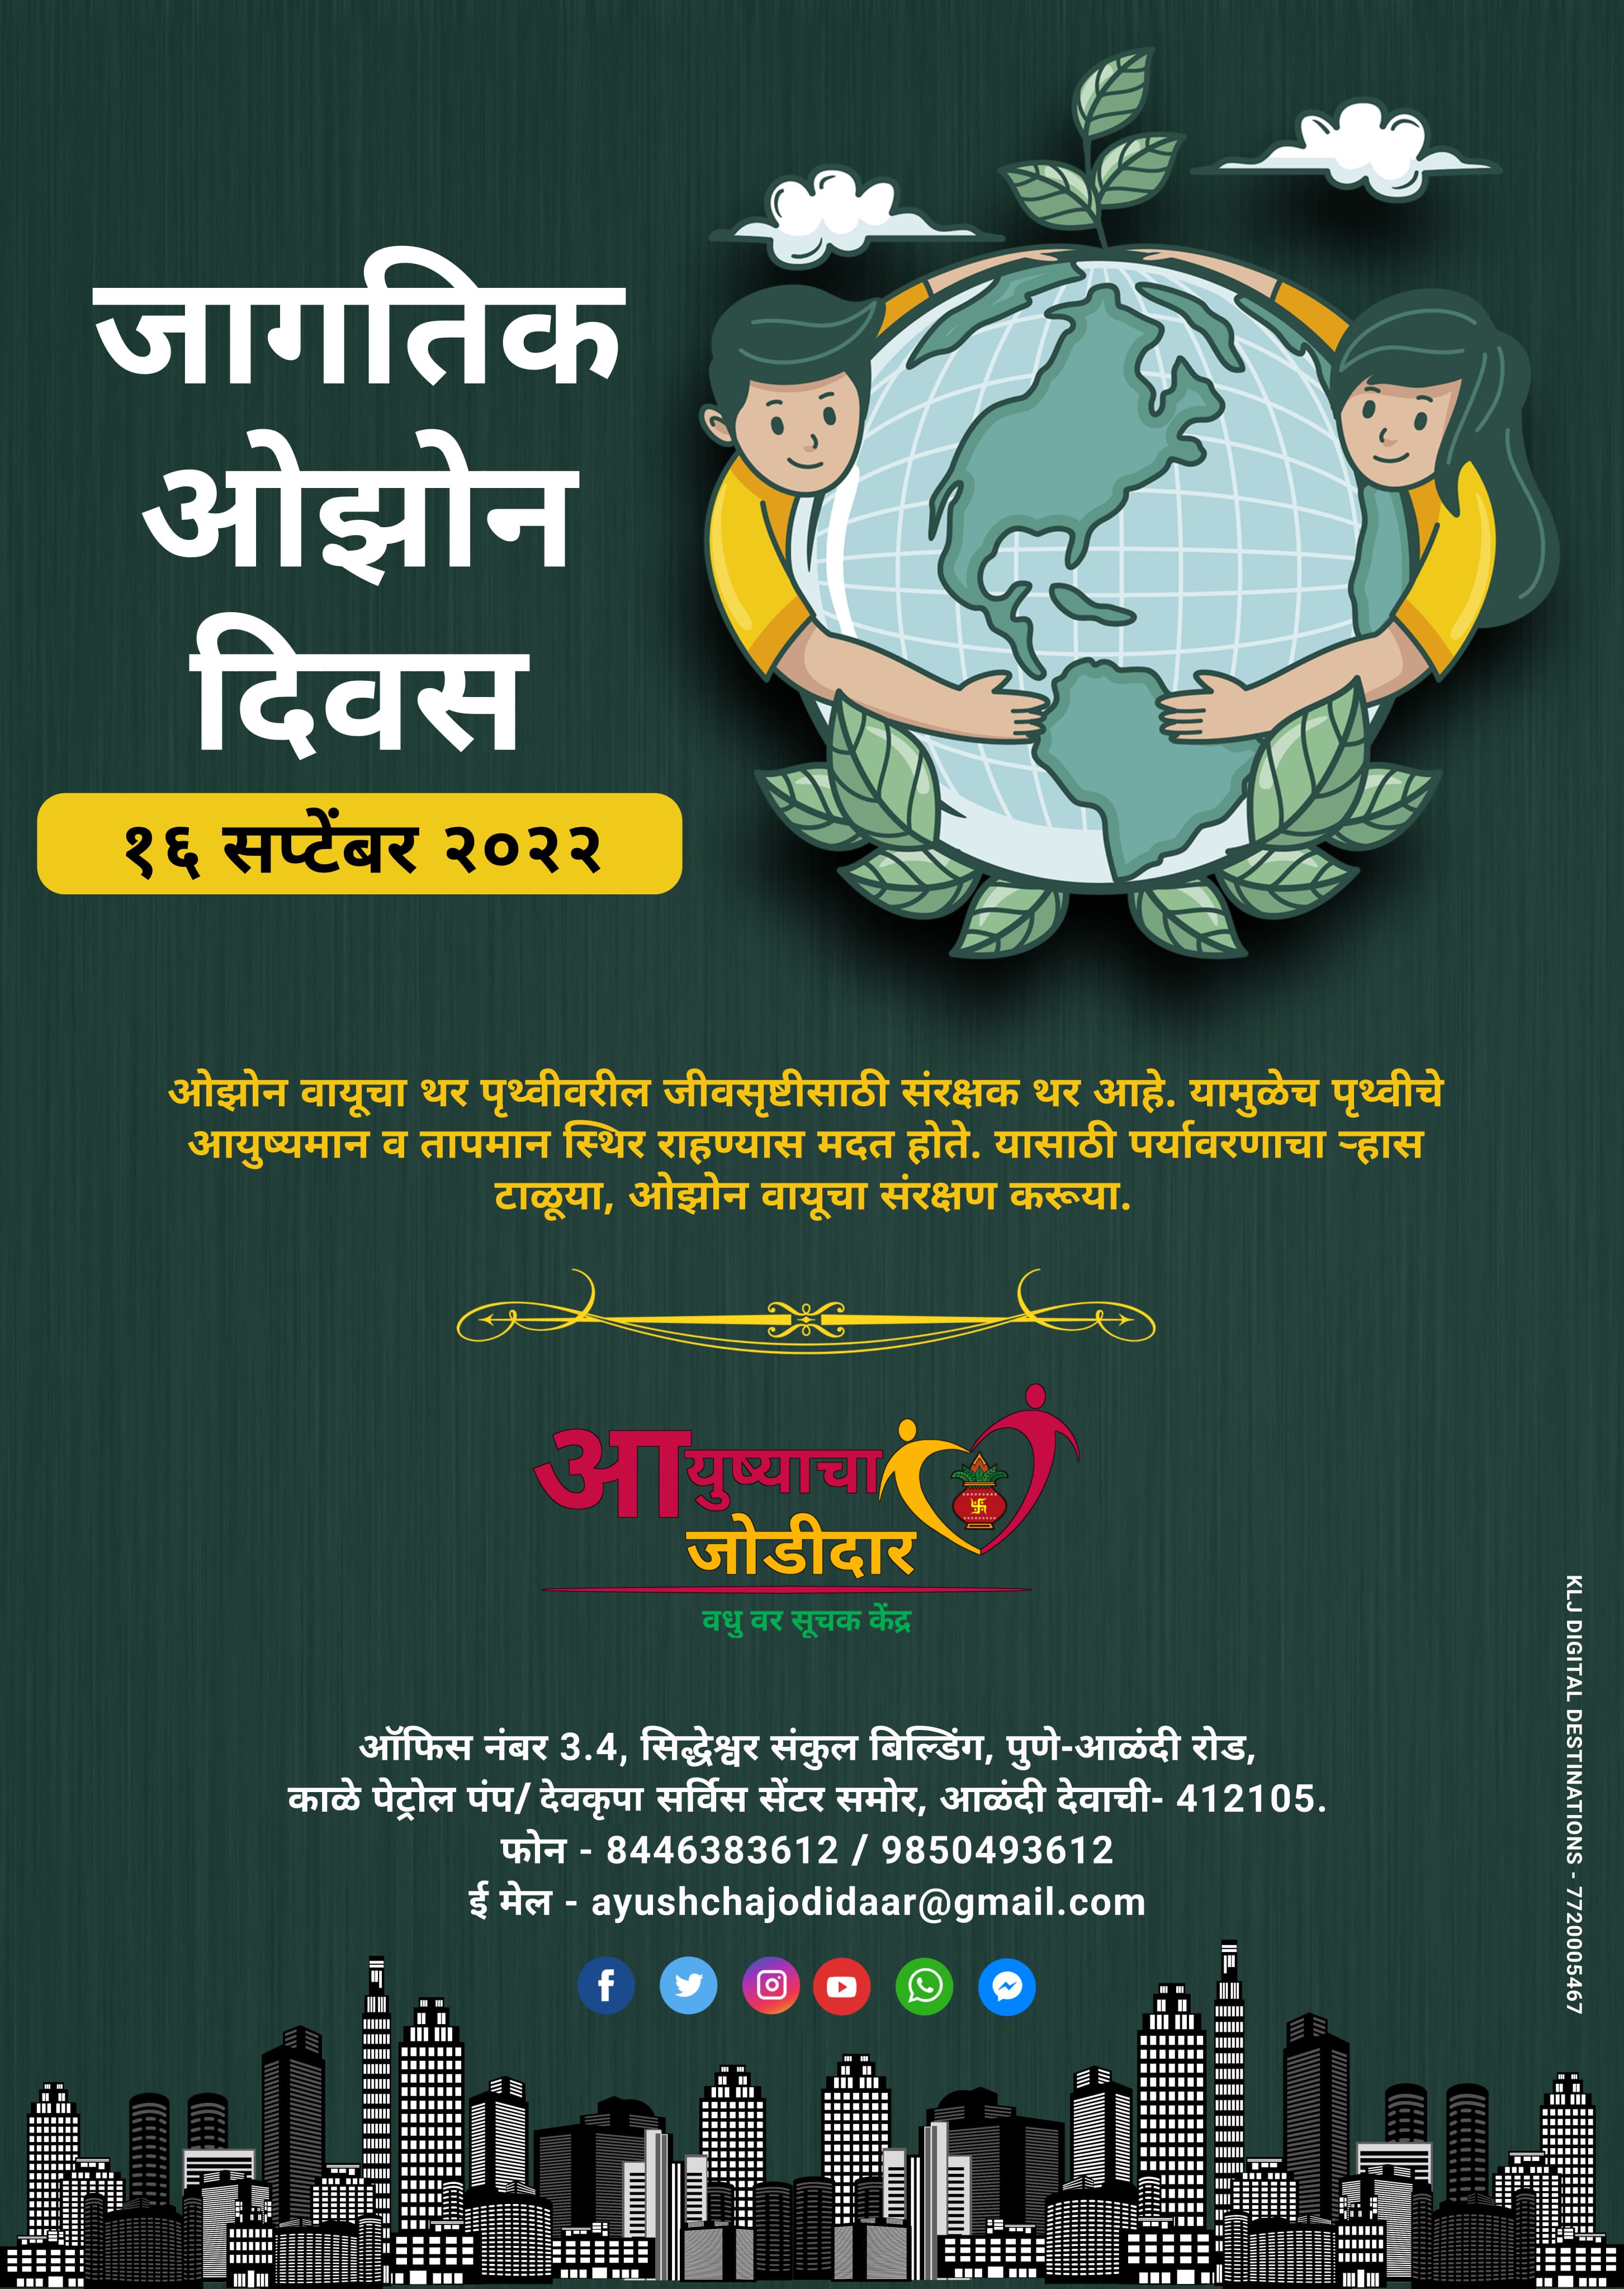 जागतिक
ओझोन
दिवस
१६ सप्टेंबर २०२२
ओझोन वायूचा थर पृथ्वीवरील जीवसृष्टीसाठी संरक्षक थर आहे. यामुळेच पृथ्वीचे
आयुष्यमान व तापमान स्थिर राहण्यास मदत होते. यासाठी पर्यावरणाचा ऱ्हास
टाळूया, ओझोन वायूचा संरक्षण करूया.
आयुष्याचा
जोडीदार
वधु वर सूचक केंद्र
ऑफिस नंबर 3.4, सिद्धेश्वर संकुल बिल्डिंग, पुणे-आळंदी रोड,
काळे पेट्रोल पंप/ देवकृपा सर्विस सेंटर समोर, आळंदी देवाची- 412105.
फोन - 8446383612 / 9850493612
ई मेल - ayushchajodidaar@gmail.com
KLJ DIGITAL DESTINATIONS - 7720005467